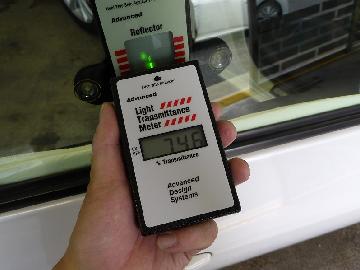 Advanced
Reflector
Advanced
Light
Transmittance
Meter
74.6
% Transmittance
Advanced
Design
Systems